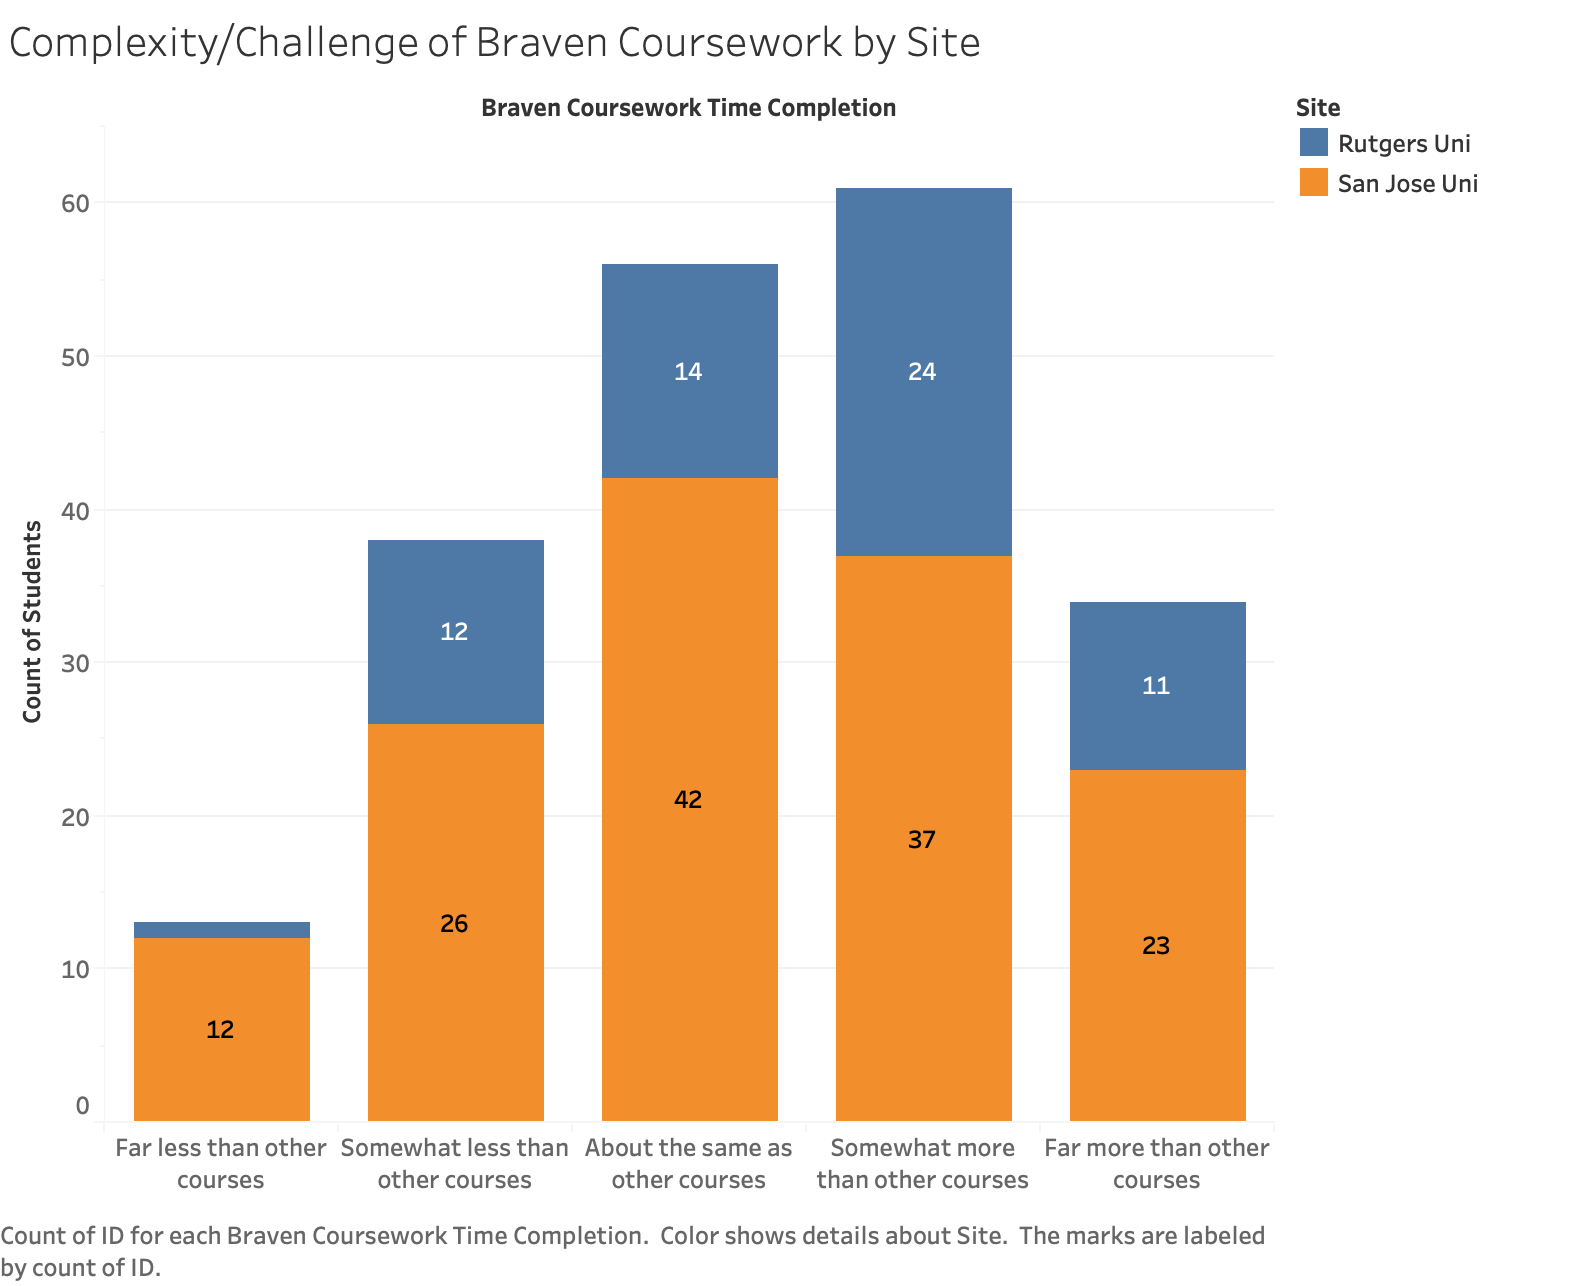 Complexity/Challenge of Braven Coursework by Site
Braven Coursework Time Completion
Site
Rutgers Uni
San Jose Uni
Count of Students
60
50
40
30
20
10
0
12
12
26
14
42
24
37
11
23
Far less than other
courses
Somewhat less than
other courses
About the same as
other courses
Somewhat more
than other courses
Far more than other
courses
Count of ID for each Braven Coursework Time Completion.  Color shows details about Site.  The marks are labeled
by count of ID.